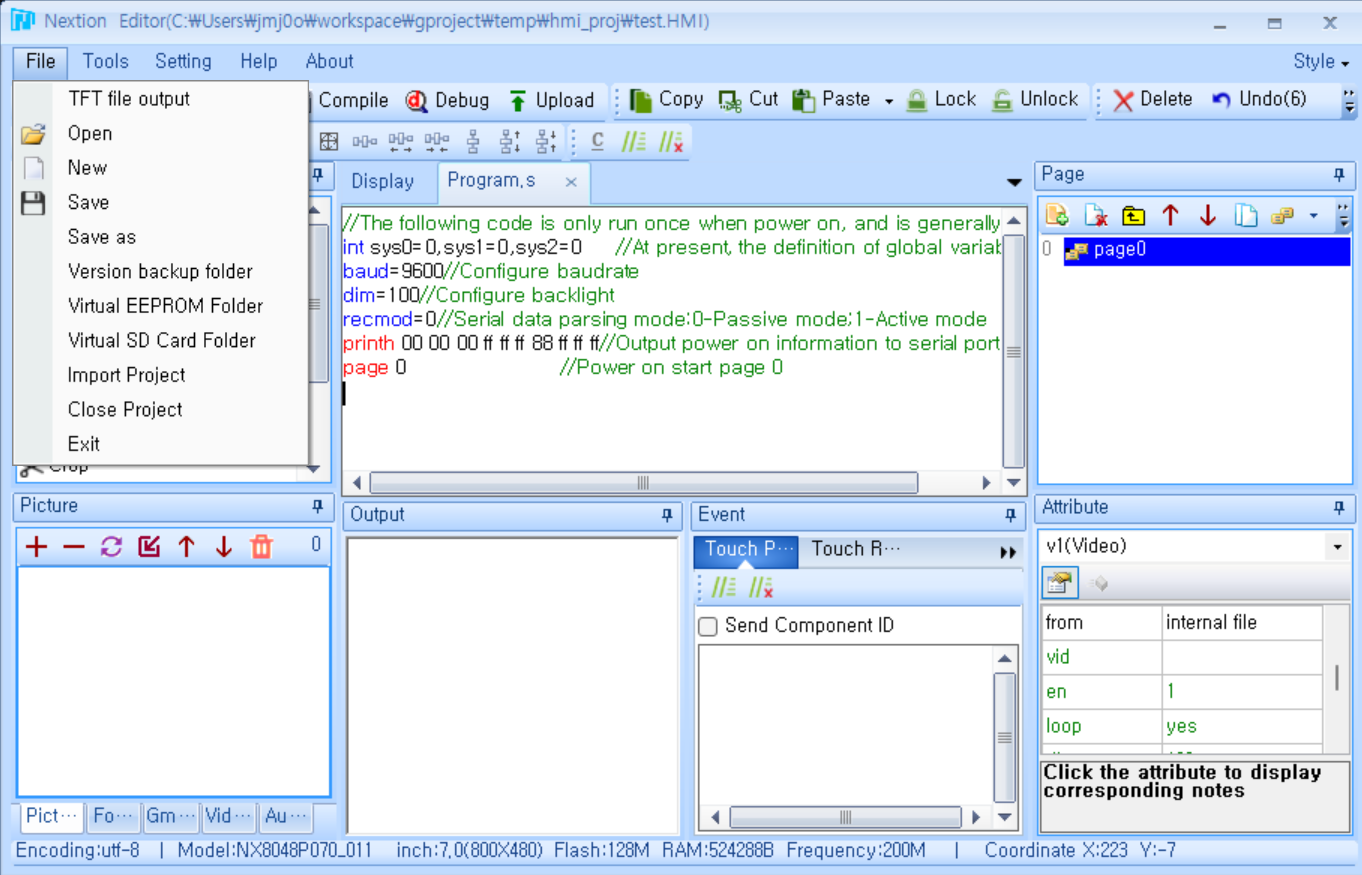 Nextion Editor(C:₩Users₩jmj0o₩workspace₩gproject₩temp₩hmi_proj₩test.HMI)
File Tools Setting Help About Style
TFT file output
Open
New
Save
Save as
Version backup folder
Virtual EEPROM Folder
Virtual SD Card Folder
Import Project
Close Project
Exit
Crop
Compile Debug Upload Copy Cut Paste Lock Unlock Delete Undo(6)
Display Program.s
//The following code is only run once when power on, and is generally
int sys0=0,sys1=0,sys2=0 //At present, the definition of global variab
baud=9600//Configure baudrate
dim=100//Configure backlight
recmod=0//Serial data parsing mode:0-Passive mode;1-Active mode
printh 00 00 00 ff ff ff 88 ff ff ff//Output power on information to serial port
page 0 //Power on start page 0
Page
0 page0
Picture
0
Pict··· Fo··· Gm··· Vid··· Au···
Output
Event
Touch P··· Touch R···
Send Component ID
Attribute
v1(Video)
from internal file
vid
en 1
loop yes
Click the attribute to display
corresponding notes
Encoding:utf-8 | Model:NX8048P070_011 inch:7.0(800X480) Flash:128M RAM:524288B Frequency:200M | Coordinate X:223 Y:-7